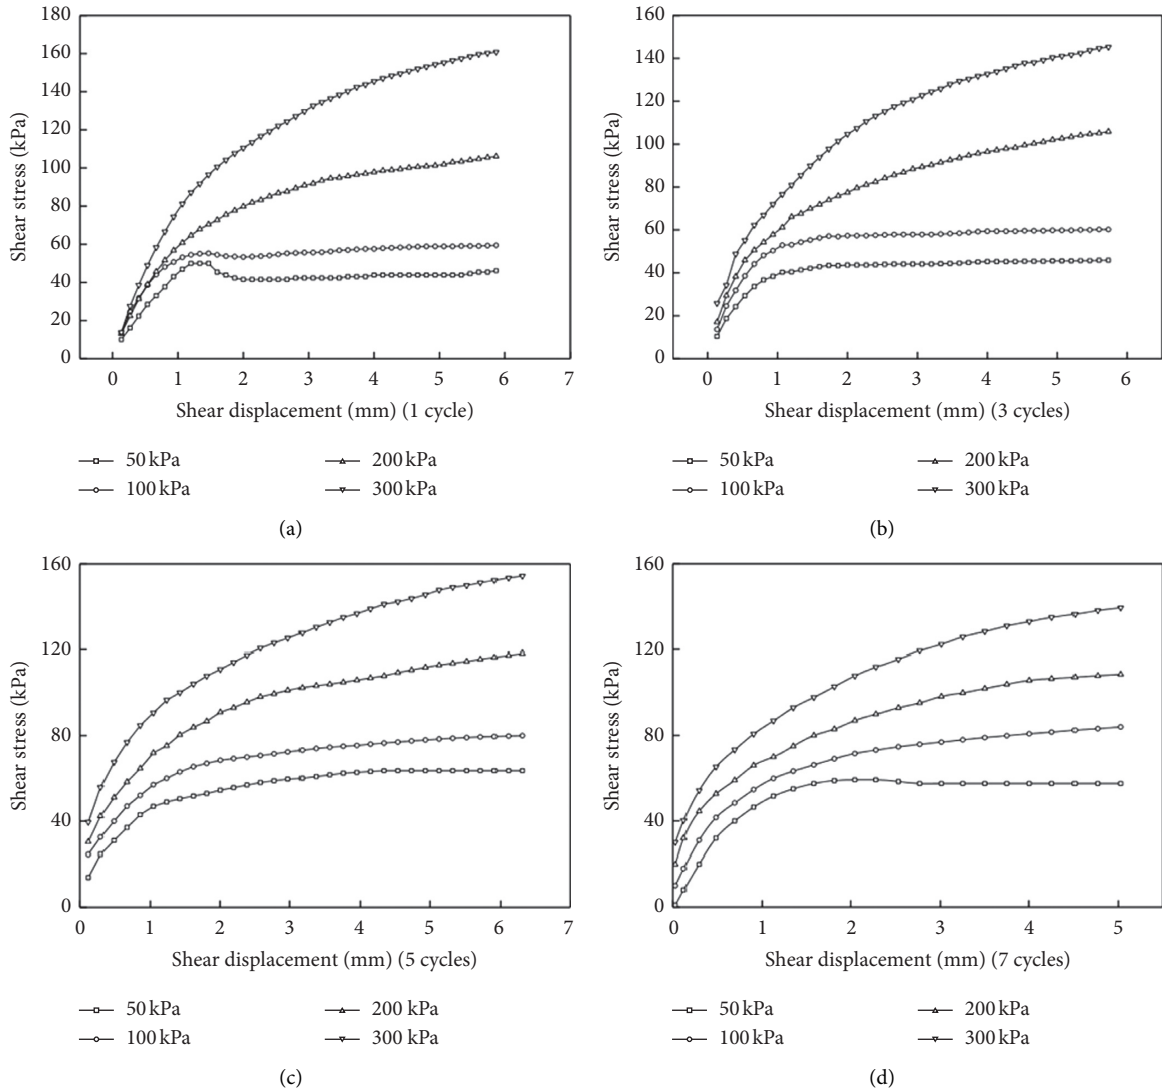 180
160
140
120
100
80
60
40
20
0
Shear stress (kPa)
0 1 2 3 4 5 6 7
Shear displacement (mm) (1 cycle)
50 kPa 200 kPa
100 kPa 300 kPa
(a)
160
140
120
100
80
60
40
20
0
Shear stress (kPa)
0 1 2 3 4 5 6
Shear displacement (mm) (3 cycles)
50 kPa 200 kPa
100 kPa 300 kPa
(b)
160
120
80
40
0
Shear stress (kPa)
0 1 2 3 4 5 6 7
Shear displacement (mm) (5 cycles)
50 kPa 200 kPa
100 kPa 300 kPa
(c)
160
120
80
40
0
Shear stress (kPa)
0 1 2 3 4 5
Shear displacement (mm) (7 cycles)
50 kPa 200 kPa
100 kPa 300 kPa
(d)